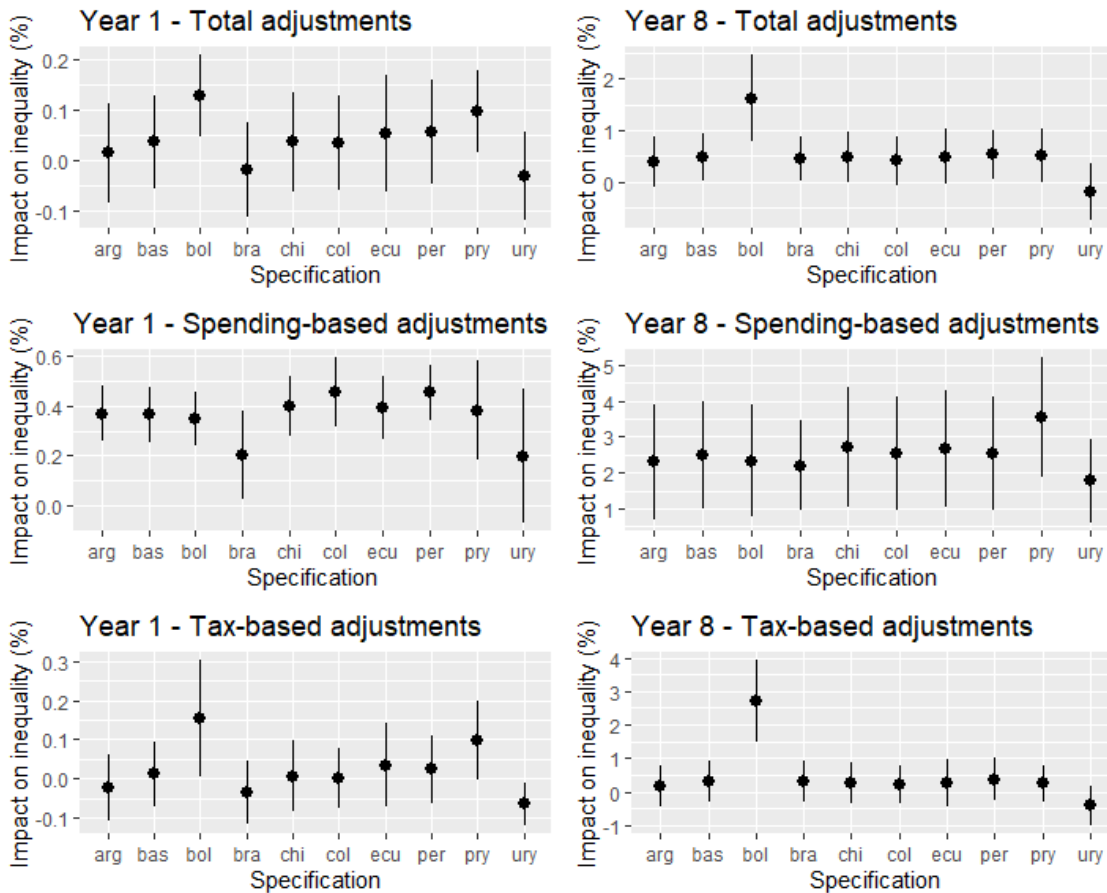 Year 1 - Total adjustments
Impact on inequality (%)
0.2
0.1
0.0
-0.1
arg bas bol bra chi col ecu per pry ury
Specification
Year 8 - Total adjustments
Impact on inequality (%)
2
1
0
arg bas bol bra chi col ecu per pry ury
Specification
Year 1 - Spending-based adjustments
Impact on inequality (%)
0.6
0.4
0.2
0.0
arg bas bol bra chi col ecu per pry ury
Specification
Year 8 - Spending-based adjustments
Impact on inequality (%)
5
4
3
2
1
arg bas bol bra chi col ecu per pry ury
Specification
Year 1 - Tax-based adjustments
Impact on inequality (%)
0.3
0.2
0.1
0.0
-0.1
arg bas bol bra chi col ecu per pry ury
Specification
Year 8 - Tax-based adjustments
Impact on inequality (%)
4
3
2
1
0
-1
arg bas bol bra chi col ecu per pry ury
Specification